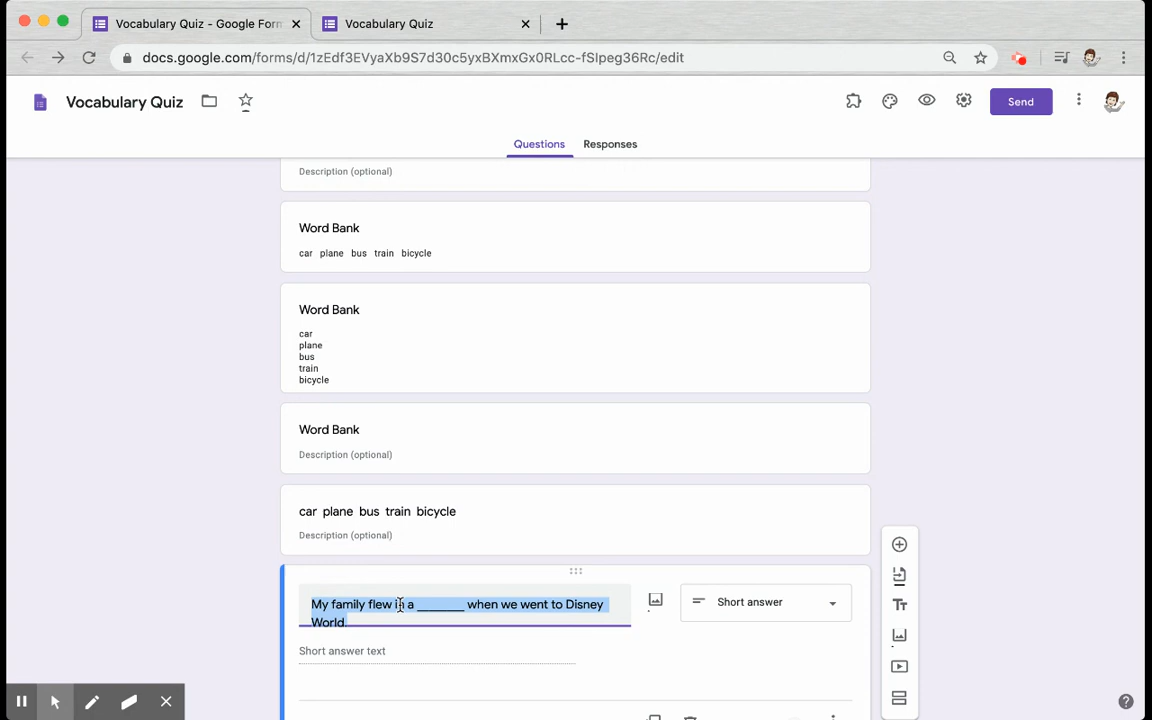 Vocabulary Quiz - Google Form
Vocabulary Quiz
docs.google.com/forms/d/1zEdf3EVyaXb9S7d30c5yxBXmxGx0RLcc-fSIpeg36Rc/edit
Vocabulary Quiz
Send
Questions
Responses
Description (optional)
Word Bank
car plane bus train bicycle
Word Bank
car
plane
bus
train
bicycle
Word Bank
Description (optional)
car plane bus train bicycle
Description (optional)
My family flew in a ________ when we went to Disney
World.
Short answer
Short answer text